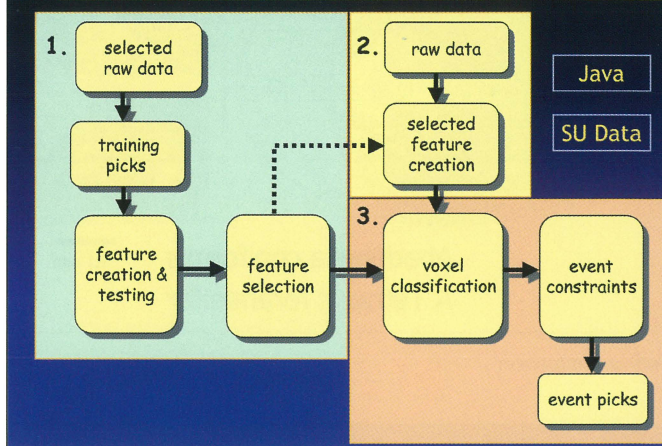 1.
selected
raw data
training
picks
feature
creation &
testing
feature
selection
2.
raw data
selected
feature
creation
3.
voxel
classification
event
constraints
event picks
Java
SU Data